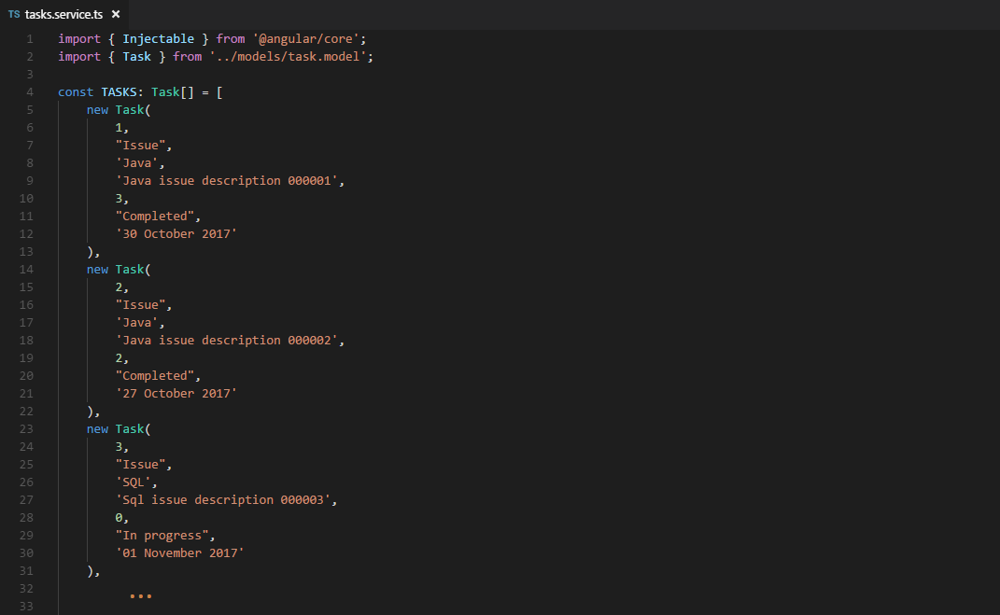 TS tasks.service.ts ×
1 import { Injectable } from '@angular/core';
2 import { Task } from '../models/task.model';
3
4 const TASKS: Task[] = [
5     new Task(
6         1,
7         "Issue",
8         'Java',
9         'Java issue description 000001',
10         3,
11         "Completed",
12         '30 October 2017'
13     ),
14     new Task(
15         2,
16         "Issue",
17         'Java',
18         'Java issue description 000002',
19         2,
20         "Completed",
21         '27 October 2017'
22     ),
23     new Task(
24         3,
25         "Issue",
26         'SQL',
27         'Sql issue description 000003',
28         0,
29         "In progress",
30         '01 November 2017'
31     ),
32         ...
33